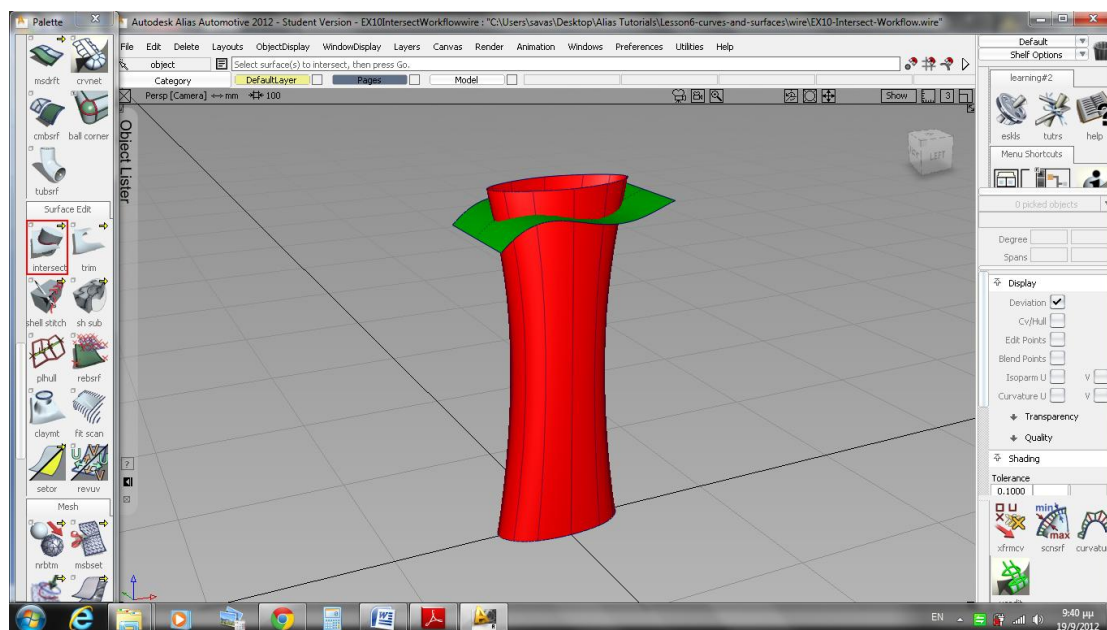 Palette X
Autodesk Alias Automotive 2012 - Student Version - EX10IntersectWorkflowwire : "C:\Users\savas\Desktop\Alias Tutorials\Lesson6-curves-and-surfaces\wire\EX10-Intersect-Workflow.wire"
File Edit Delete Layouts ObjectDisplay WindowDisplay Layers Canvas Render Animation Windows Preferences Utilities Help
object Select surface(s) to intersect, then press Go.
Category DefaultLayer Pages Model
Persp [Camera] mm 100 Show 3
Object Lister
msdrft crvnet
cmbsrf ball corner
tubsrf
Surface Edit
intersect trim
shell stitch sh sub
plhull rebsrf
claymt fit scan
setor revuv
Mesh
nrbtm msbset
LEFT
Default
Shelf Options
learning#2
eskls tutrs help
Menu Shortcuts
0 picked objects
Degree
Spans
Display
Deviation
Cv/Hull
Edit Points
Blend Points
Isoparm U V
Curvature U V
Transparency
Quality
Shading
Tolerance
0.1000
min
max
xfrmcv scnsrf curvatu
EN 9:40 μμ
19/9/2012